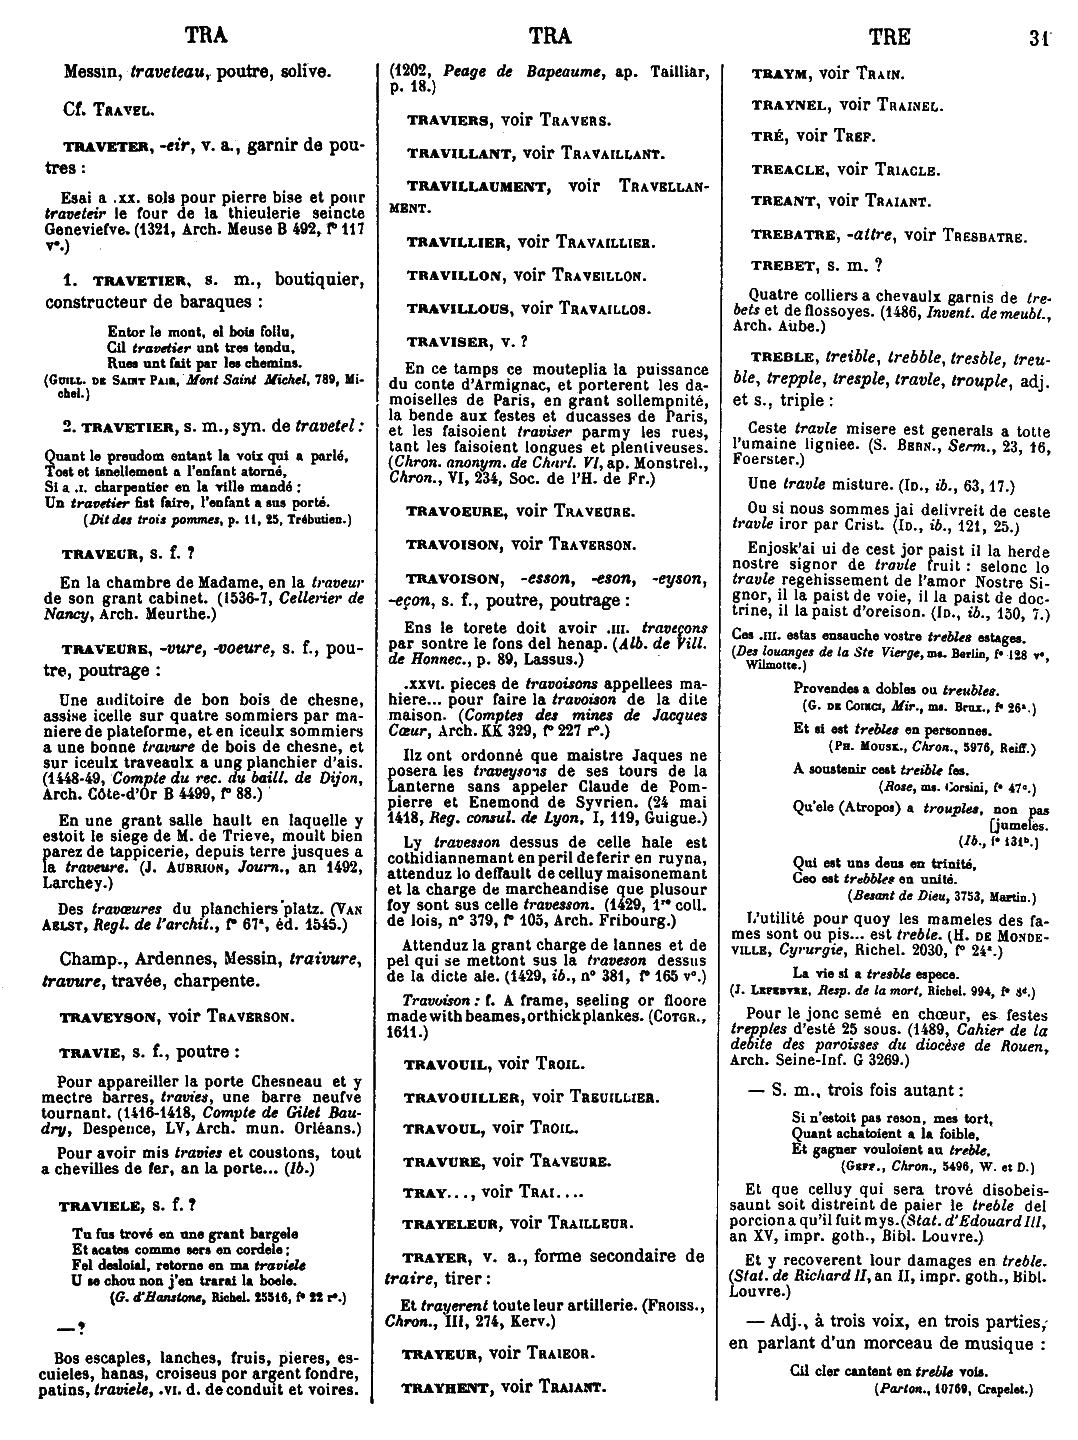 TRA
TRA
TRE
31
Messin, traveteau, poutre, solive.
Cf. TRAVEL.
TRAVETER, -eir, v. a., garnir de pou-
tres :
Esai a .xx. sols pour pierre bise et pour
traveteir le four de la thieulerie seincte
Geneviefve. (1321, Arch. Meuse B 492, f° 117
v°.)
1. TRAVETIER, s. m., boutiquier,
constructeur de baraques :
Entor le mont, el bois follu,
Cil travetier unt tres tendu,
Rues unt fait par les chemins.
(GUILL. DE SAINT PAIR, Mont Saint Michel, 789, Mi-
chel.)
2. TRAVETIER, s. m., syn. de travetel :
Quant le preudom entant la voix qui a parlé,
Tost et isnellement a l'enfant atorné,
Si a .I. charpentier en la ville mandé ;
Un travetier fist faire, l'enfant a sus porté.
(Dit des trois pommes, p. 11, 25, Trébutien.)
TRAVEUR, s. f. ?
En la chambre de Madame, en la traveur
de son grant cabinet. (1536-7, Cellerier de
Nancy, Arch. Meurthe.)
TRAVEURE, -vure, -voeure, s. f., pou-
tre, poutrage :
Une auditoire de bon bois de chesne,
assise icelle sur quatre sommiers par ma-
niere de plateforme, et en iceulx sommiers
a une bonne travure de bois de chesne, et
sur iceulx traveaulx a ung planchier d'ais.
(1448-49, Compte du rec. du baill. de Dijon,
Arch. Côte-d'Or B 4499, f° 88.)
En une grant salle hault en laquelle y
estoit le siege de M. de Trieve, moult bien
parez de tappicerie, depuis terre jusques a
la traveure. (J. AUBRION, Journ., an 1492,
Larchey.)
Des travœures du planchiers platz. (VAN
AELST, Regl. de l'archit., f° 67ª, éd. 1545.)
Champ., Ardennes, Messin, traivure,
travure, travée, charpente.
TRAVEYSON, voir TRAVERSON.
TRAVIE, s. f., poutre :
Pour appareiller la porte Chesneau et y
mectre barres, travies, une barre neufve
tournant. (1416-1418, Compte de Gilet Bau-
dry, Despence, LV, Arch. mun. Orléans.)
Pour avoir mis travies et coustons, tout
a chevilles de fer, an la porte... (Ib.)
TRAVIELE, s. f. ?
Tu fus trové en une grant bargele
Et acates comme sers en cordele ;
Fel desloial, retorne en ma traviele
U se chou non j'en trarai la boele.
(G. d'Hanstone, Richel. 25516, f° 22 r°.)
— ?
Bos escaples, lanches, fruis, pieres, es-
cuieles, hanas, croiseus por argent fondre,
patins, traviele, .VI. d. de conduit et voires.
(1202, Peage de Bapeaume, ap. Tailliar,
p. 18.)
TRAVIERS, voir TRAVERS.
TRAVILLANT, voir TRAVAILLANT.
TRAVILLAUMENT, voir TRAVELLAN-
MENT.
TRAVILLIER, voir TRAVAILLIER.
TRAVILLON, voir TRAVEILLON.
TRAVILLOUS, voir TRAVAILLOS.
TRAVISER, v. ?
En ce tamps ce mouteplia la puissance
du conte d'Armignac, et porterent les da-
moiselles de Paris, en grant sollempnité,
la bende aux festes et ducasses de Paris,
et les faisoient traviser parmy les rues,
tant les faisoient longues et plentiveuses.
(Chron. anonym. de Charl. VI, ap. Monstrel.,
Chron., VI, 234, Soc. de l'H. de Fr.)
TRAVOEURE, voir TRAVEURE.
TRAVOISON, voir TRAVERSON.
TRAVOISON, -esson, -eson, -eyson,
-eçon, s. f., poutre, poutrage :
Ens le torete doit avoir .III. traveçons
par sontre le fons del henap. (Alb. de Vill.
de Honnec., p. 89, Lassus.)
.XXVI. pieces de travoisons appellees ma-
hiere... pour faire la travoison de la dite
maison. (Comptes des mines de Jacques
Cœur, Arch. KK 329, f° 227 r°.)
Ilz ont ordonné que maistre Jaques ne
posera les traveysons de ses tours de la
Lanterne sans appeler Claude de Pom-
pierre et Enemond de Syvrien. (24 mai
1418, Reg. consul. de Lyon, I, 119, Guigue.)
Ly travesson dessus de celle hale est
cothidiannemant en peril de ferir en ruyna,
attenduz lo deffault de celluy maisonemant
et la charge de marcheandise que plusour
foy sont sus celle travesson. (1429, 1re coll.
de lois, n° 379, f° 105, Arch. Fribourg.)
Attenduz la grant charge de lannes et de
pel qui se mettont sus la traveson dessus
de la dicte ale. (1429, ib., n° 381, f° 165 v°.)
Travoison : f. A frame, seeling or floore
made with beames, or thick plankes. (COTGR.,
1611.)
TRAVOUIL, voir TROIL.
TRAVOUILLER, voir TREUILLIER.
TRAVOUL, voir TROIL.
TRAVURE, voir TRAVEURE.
TRAY..., voir TRAI....
TRAYELEUR, voir TRAILLEUR.
TRAYER, v. a., forme secondaire de
traire, tirer :
Et trayerent toute leur artillerie. (FROISS.,
Chron., III, 274, Kerv.)
TRAYEUR, voir TRAIEOR.
TRAYHENT, voir TRAIANT.
TRAYM, voir TRAIN.
TRAYNEL, voir TRAINEL.
TRÉ, voir TREF.
TREACLE, voir TRIACLE.
TREANT, voir TRAIANT.
TREBATRE, -attre, voir TRESBATRE.
TREBET, s. m. ?
Quatre colliers a chevaulx garnis de tre-
bets et de flossoyes. (1486, Invent. de meubl.,
Arch. Aube.)
TREBLE, treible, trebble, tresble, treu-
ble, trepple, tresple, travle, trouple, adj.
et s., triple :
Ceste travle misere est generals a totte
l'umaine ligniee. (S. BERN., Serm., 23, 16,
Foerster.)
Une travle misture. (ID., ib., 63, 17.)
Ou si nous sommes jai delivreit de ceste
travle iror par Crist. (ID., ib., 121, 25.)
Enjosk'ai ui de cest jor paist il la herde
nostre signor de travle fruit : selonc lo
travle regehissement de l'amor Nostre Si-
gnor, il la paist de voie, il la paist de doc-
trine, il la paist d'oreison. (ID., ib., 150, 7.)
Ces .III. estas ensauche vostre trebles estages.
(Des louanges de la Ste Vierge, ms. Berlin, f° 128 v°,
Wilmotte.)
Provendes a dobles ou treubles.
(G. DE COINCI, Mir., ms. Brux., f° 26ª.)
Et si est trebles en personnes.
(PH. MOUSK., Chron., 5976, Reiff.)
A soustenir cest treible fes.
(Rose, ms. Corsini, f° 47ª.)
Qu'ele (Atropos) a trouples, non pas
[jumeles.
(Ib., f° 131b.)
Qui est uns deus en trinité,
Ceo est trebbles en unité.
(Besant de Dieu, 3753, Martin.)
L'utilité pour quoy les mameles des fa-
mes sont ou pis... est treble. (H. DE MONDE-
VILLE, Cyrurgie, Richel. 2030, f° 24ª.)
La vie si a tresble espece.
(J. LEFEBVRE, Resp. de la mort, Richel. 994, f° 8d.)
Pour le jonc semé en chœur, es festes
trepples d'esté 25 sous. (1489, Cahier de la
debite des paroisses du diocèse de Rouen,
Arch. Seine-Inf. G 3269.)
— S. m., trois fois autant :
Si n'estoit pas reson, mes tort,
Quant achatoient a la foible,
Et gagner vouloient au treble.
(GEFF., Chron., 5496, W. et D.)
Et que celluy qui sera trové disobeis-
saunt soit distreint de paier le treble del
porcion a qu'il fuit mys. (Stat. d'Edouard III,
an XV, impr. goth., Bibl. Louvre.)
Et y recoverent lour damages en treble.
(Stat. de Richard II, an II, impr. goth., Bibl.
Louvre.)
— Adj., à trois voix, en trois parties,
en parlant d'un morceau de musique :
Cil cler cantent en treble vois.
(Parton., 10769, Crapelet.)